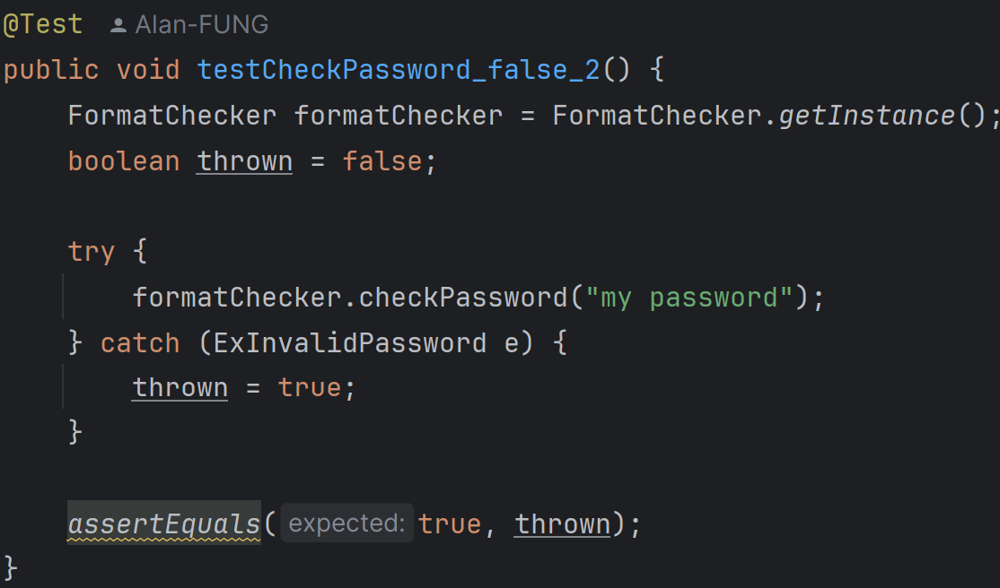 @Test Alan-FUNG
public void testCheckPassword_false_2() {
FormatChecker formatChecker = FormatChecker.getInstance();
boolean thrown = false;
try {
formatChecker.checkPassword("my password");
} catch (ExInvalidPassword e) {
thrown = true;
}
assertEquals( expected: true, thrown);
}